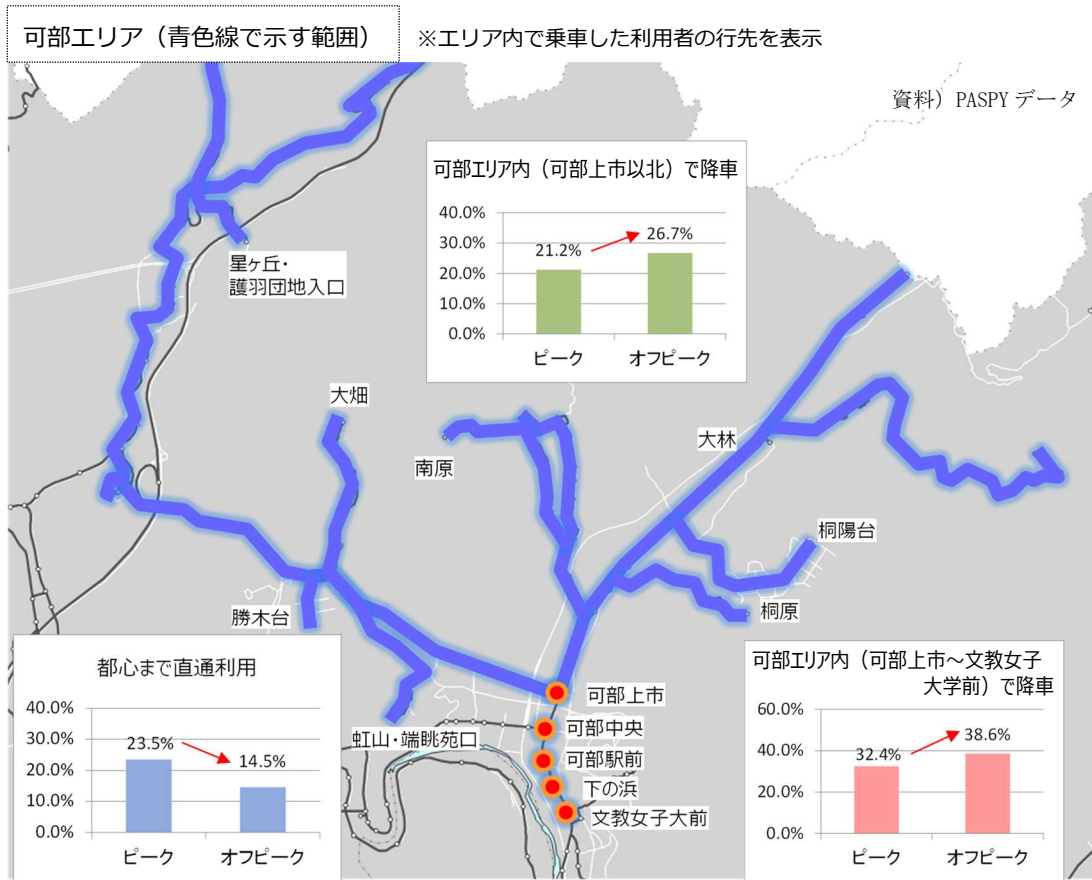 可部エリア（青色線で示す範囲）
※エリア内で乗車した利用者の行先を表示
資料）PASPY データ
可部エリア内（可部上市以北）で降車
40.0%
30.0%
20.0%
10.0%
0.0%
21.2%
26.7%
ピーク
オフピーク
星ヶ丘・
護羽団地入口
大畑
南原
大林
桐陽台
桐原
勝木台
虹山・端眺苑口
可部上市
可部中央
可部駅前
下の浜
文教女子大前
都心まで直通利用
40.0%
30.0%
20.0%
10.0%
0.0%
23.5%
14.5%
ピーク
オフピーク
可部エリア内（可部上市～文教女子
大学前）で降車
60.0%
40.0%
20.0%
0.0%
32.4%
38.6%
ピーク
オフピーク